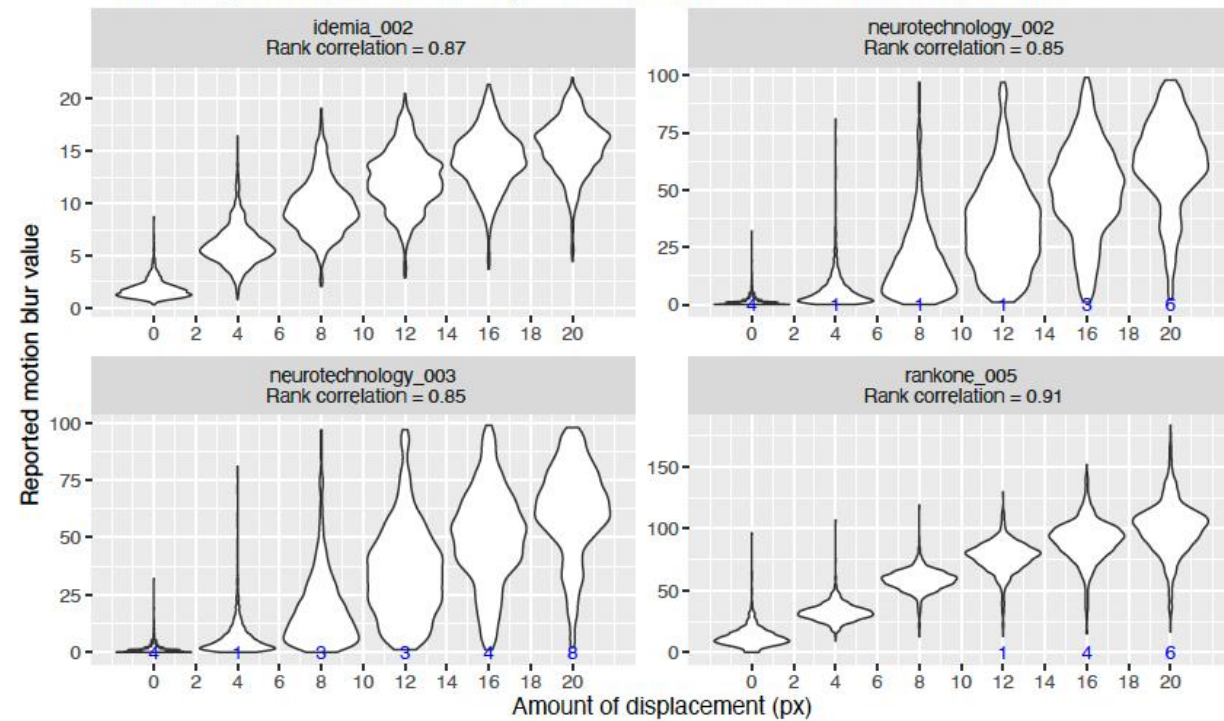 idemia_002
Rank correlation = 0.87
neurotechnology_002
Rank correlation = 0.85
20
15
10
5
0
100
75
50
25
0
4 1 1 1 3 6
0 2 4 6 8 10 12 14 16 18 20
0 2 4 6 8 10 12 14 16 18 20
Reported motion blur value
neurotechnology_003
Rank correlation = 0.85
rankone_005
Rank correlation = 0.91
100
75
50
25
0
4 1 3 3 4 8
150
100
50
0
1 4 6
0 2 4 6 8 10 12 14 16 18 20
0 2 4 6 8 10 12 14 16 18 20
Amount of displacement (px)